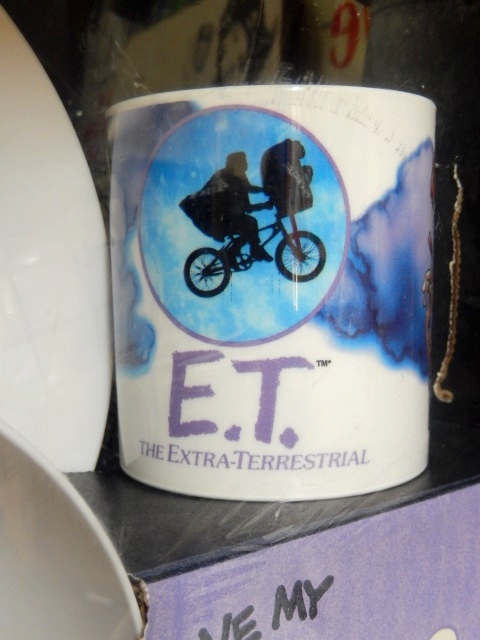 E.T.™*
THE EXTRA-TERRESTRIAL
VE MY